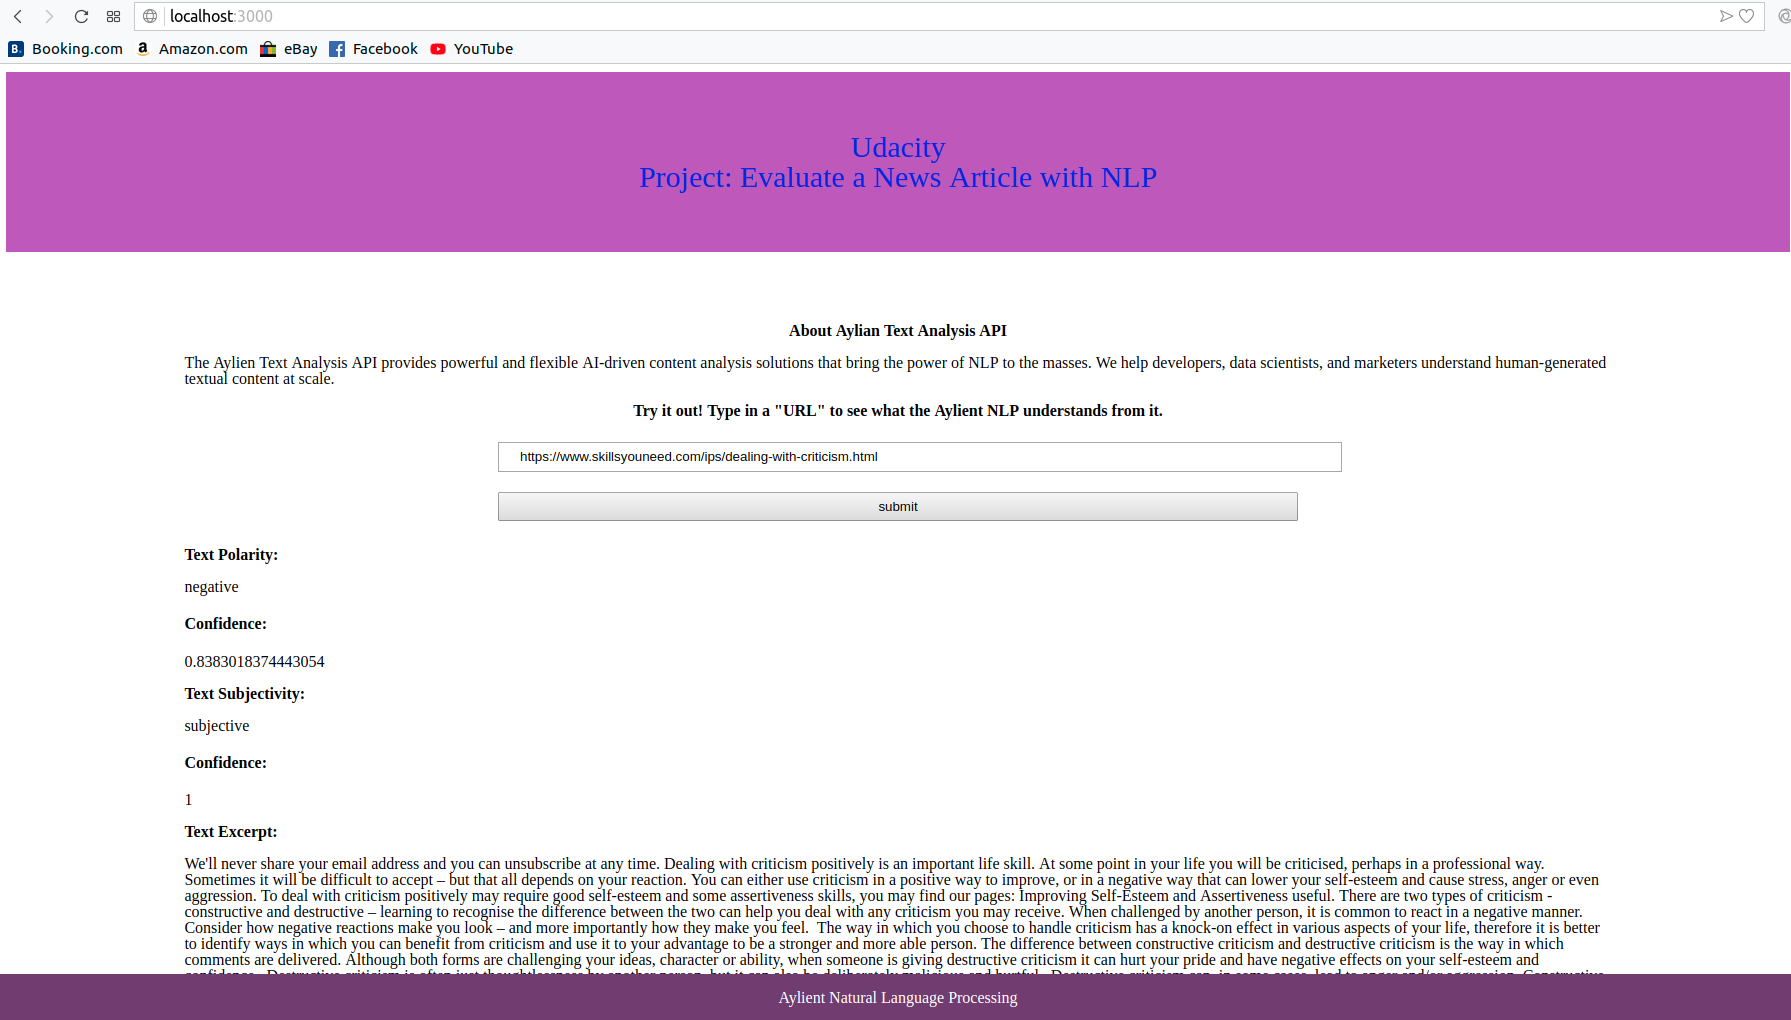 localhost:3000
Booking.com Amazon.com eBay Facebook YouTube
Udacity
Project: Evaluate a News Article with NLP
About Aylian Text Analysis API
The Aylien Text Analysis API provides powerful and flexible AI-driven content analysis solutions that bring the power of NLP to the masses. We help developers, data scientists, and marketers understand human-generated
textual content at scale.
Try it out! Type in a "URL" to see what the Aylient NLP understands from it.
https://www.skillsyouneed.com/ips/dealing-with-criticism.html
submit
Text Polarity:
negative
Confidence:
0.8383018374443054
Text Subjectivity:
subjective
Confidence:
1
Text Excerpt:
We'll never share your email address and you can unsubscribe at any time. Dealing with criticism positively is an important life skill. At some point in your life you will be criticised, perhaps in a professional way.
Sometimes it will be difficult to accept – but that all depends on your reaction. You can either use criticism in a positive way to improve, or in a negative way that can lower your self-esteem and cause stress, anger or even
aggression. To deal with criticism positively may require good self-esteem and some assertiveness skills, you may find our pages: Improving Self-Esteem and Assertiveness useful. There are two types of criticism -
constructive and destructive – learning to recognise the difference between the two can help you deal with any criticism you may receive. When challenged by another person, it is common to react in a negative manner.
Consider how negative reactions make you look – and more importantly how they make you feel. The way in which you choose to handle criticism has a knock-on effect in various aspects of your life, therefore it is better
to identify ways in which you can benefit from criticism and use it to your advantage to be a stronger and more able person. The difference between constructive criticism and destructive criticism is the way in which
comments are delivered. Although both forms are challenging your ideas, character or ability, when someone is giving destructive criticism it can hurt your pride and have negative effects on your self-esteem and
Aylient Natural Language Processing